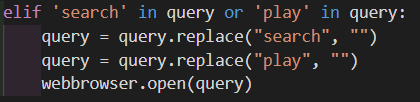 elif 'search' in query or 'play' in query:
    query = query.replace("search", "")
    query = query.replace("play", "")
    webbrowser.open(query)